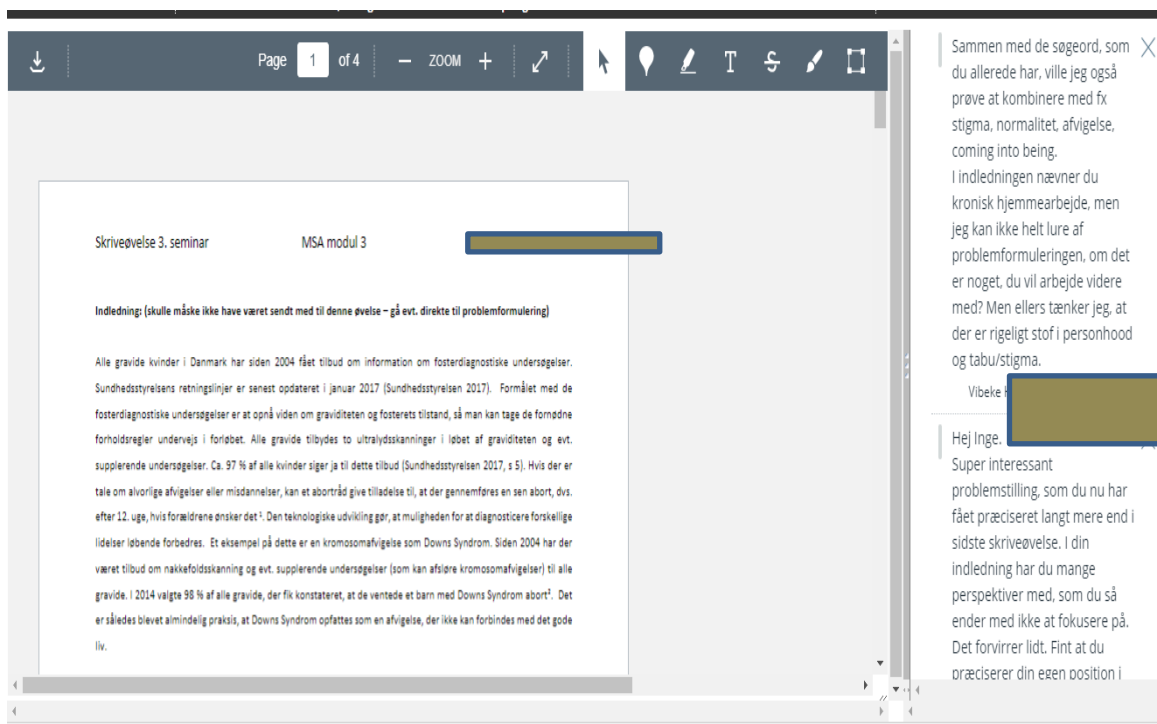 Page 1 of 4 ZOOM
Skriveøvelse 3. seminar MSA modul 3
Indledning: (skulle måske ikke have været sendt med til denne øvelse – gå evt. direkte til problemformulering)
Alle gravide kvinder i Danmark har siden 2004 fået tilbud om information om fosterdiagnostiske undersøgelser.
Sundhedsstyrelsens retningslinjer er senest opdateret i januar 2017 (Sundhedsstyrelsen 2017). Formålet med de
fosterdiagnostiske undersøgelser er at opnå viden om graviditeten og fosterets tilstand, så man kan tage de fornødne
forholdsregler undervejs i forløbet. Alle gravide tilbydes to ultralydsskanninger i løbet af graviditeten og evt.
supplerende undersøgelser. Ca. 97 % af alle kvinder siger ja til dette tilbud (Sundhedsstyrelsen 2017, s 5). Hvis der er
tale om alvorlige afvigelser eller misdannelser, kan et abortråd give tilladelse til, at der gennemføres en sen abort, dvs.
efter 12. uge, hvis forældrene ønsker det ¹. Den teknologiske udvikling gør, at muligheden for at diagnosticere forskellige
lidelser løbende forbedres. Et eksempel på dette er en kromosomafvigelse som Downs Syndrom. Siden 2004 har der
været tilbud om nakkefoldsskanning og evt. supplerende undersøgelser (som kan afsløre kromosomafvigelser) til alle
gravide. I 2014 valgte 98 % af alle gravide, der fik konstateret, at de ventede et barn med Downs Syndrom abort². Det
er således blevet almindelig praksis, at Downs Syndrom opfattes som en afvigelse, der ikke kan forbindes med det gode
liv.
Sammen med de søgeord, som
du allerede har, ville jeg også
prøve at kombinere med fx
stigma, normalitet, afvigelse,
coming into being.
I indledningen nævner du
kronisk hjemmearbejde, men
jeg kan ikke helt lure af
problemformuleringen, om det
er noget, du vil arbejde videre
med? Men ellers tænker jeg, at
der er rigeligt stof i personhood
og tabu/stigma.
Vibeke
Hej Inge.
Super interessant
problemstilling, som du nu har
fået præciseret langt mere end i
sidste skriveøvelse. I din
indledning har du mange
perspektiver med, som du så
ender med ikke at fokusere på.
Det forvirrer lidt. Fint at du
præciserer din egen position i